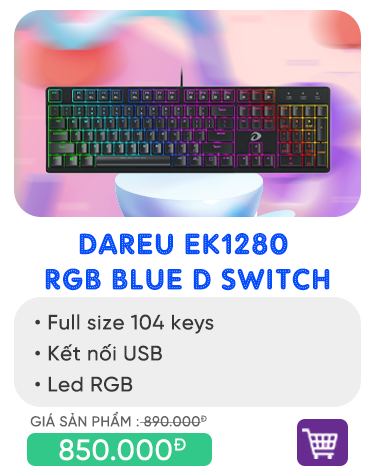 DAREU EK1280
RGB BLUE D SWITCH
• Full size 104 keys
• Kết nối USB
• Led RGB
GIÁ SẢN PHẨM : 890.000Đ
850.000Đ